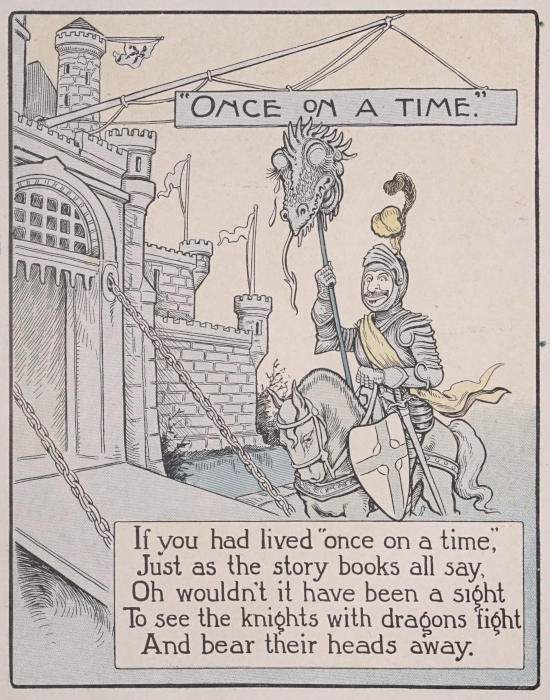 "ONCE ON A TIME."
If you had lived "once on a time,"
Just as the story books all say,
Oh wouldn't it have been a sight
To see the knights with dragons fight
And bear their heads away.